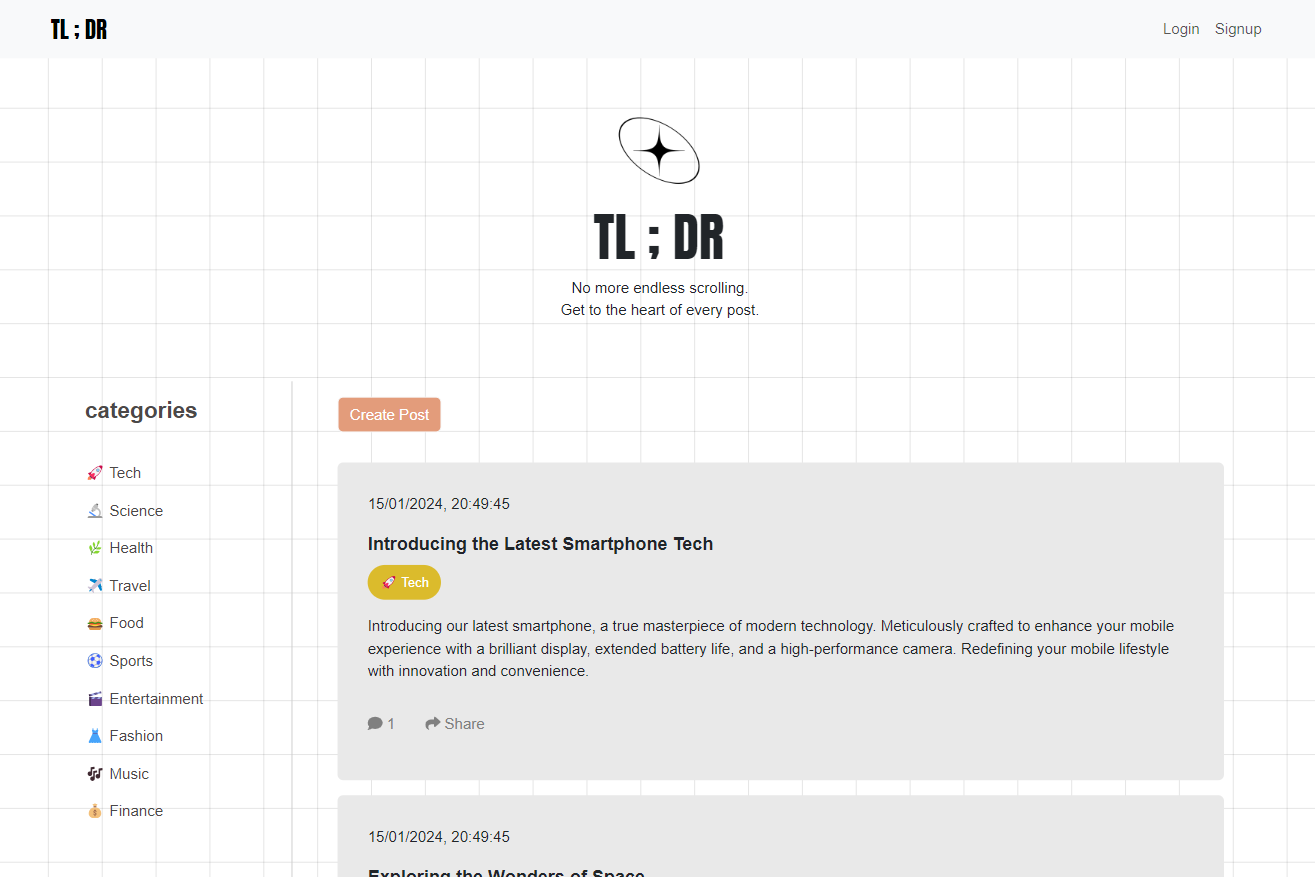 TL ; DR
Login Signup
TL ; DR
No more endless scrolling.
Get to the heart of every post.
categories
Tech
Science
Health
Travel
Food
Sports
Entertainment
Fashion
Music
Finance
Create Post
15/01/2024, 20:49:45
Introducing the Latest Smartphone Tech
Tech
Introducing our latest smartphone, a true masterpiece of modern technology. Meticulously crafted to enhance your mobile
experience with a brilliant display, extended battery life, and a high-performance camera. Redefining your mobile lifestyle
with innovation and convenience.
1 Share
15/01/2024, 20:49:45
Exploring the Wonders of Space